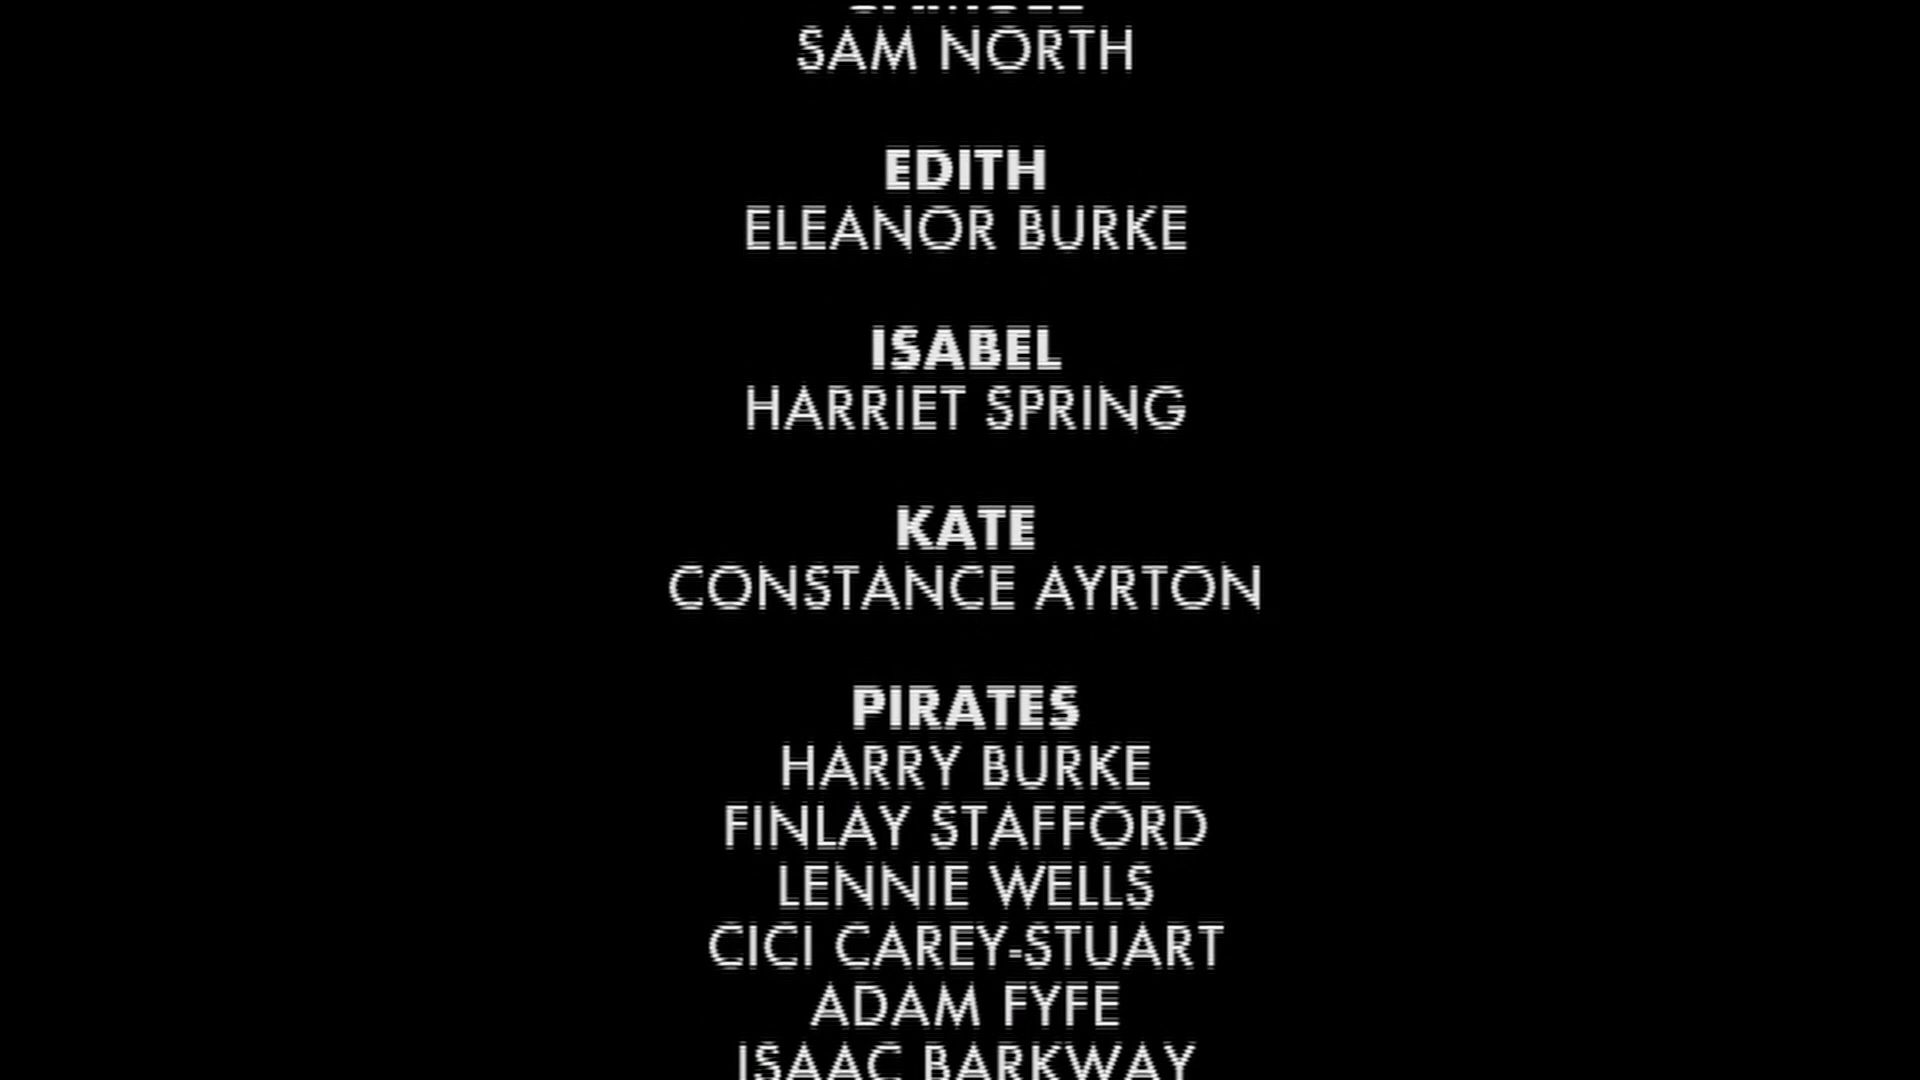 SAM NORTH
EDITH
ELEANOR BURKE
ISABEL
HARRIET SPRING
KATE
CONSTANCE AYRTON
PIRATES
HARRY BURKE
FINLAY STAFFORD
LENNIE WELLS
CICI CAREY-STUART
ADAM FYFE
ISAAC BARKWAY